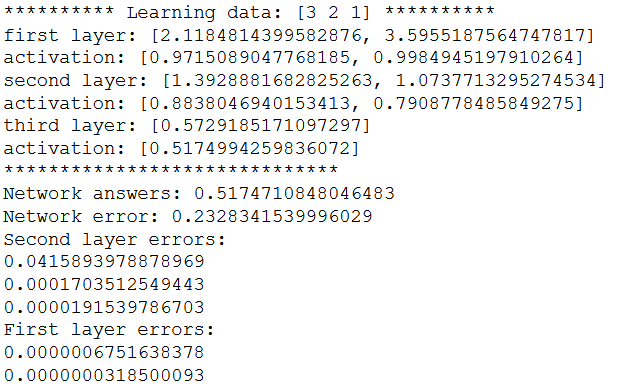 ********** Learning data: [3 2 1] **********
first layer: [2.1184814399582876, 3.5955187564747817]
activation: [0.9715089047768185, 0.9984945197910264]
second layer: [1.3928881682825263, 1.0737713295274534]
activation: [0.8838046940153413, 0.7908778485849275]
third layer: [0.5729185171097297]
activation: [0.5174994259836072]
******************************
Network answers: 0.5174710848046483
Network error: 0.2328341539996029
Second layer errors:
0.0415893978878969
0.0001703512549443
0.0000191539786703
First layer errors:
0.0000006751638378
0.0000000318500093